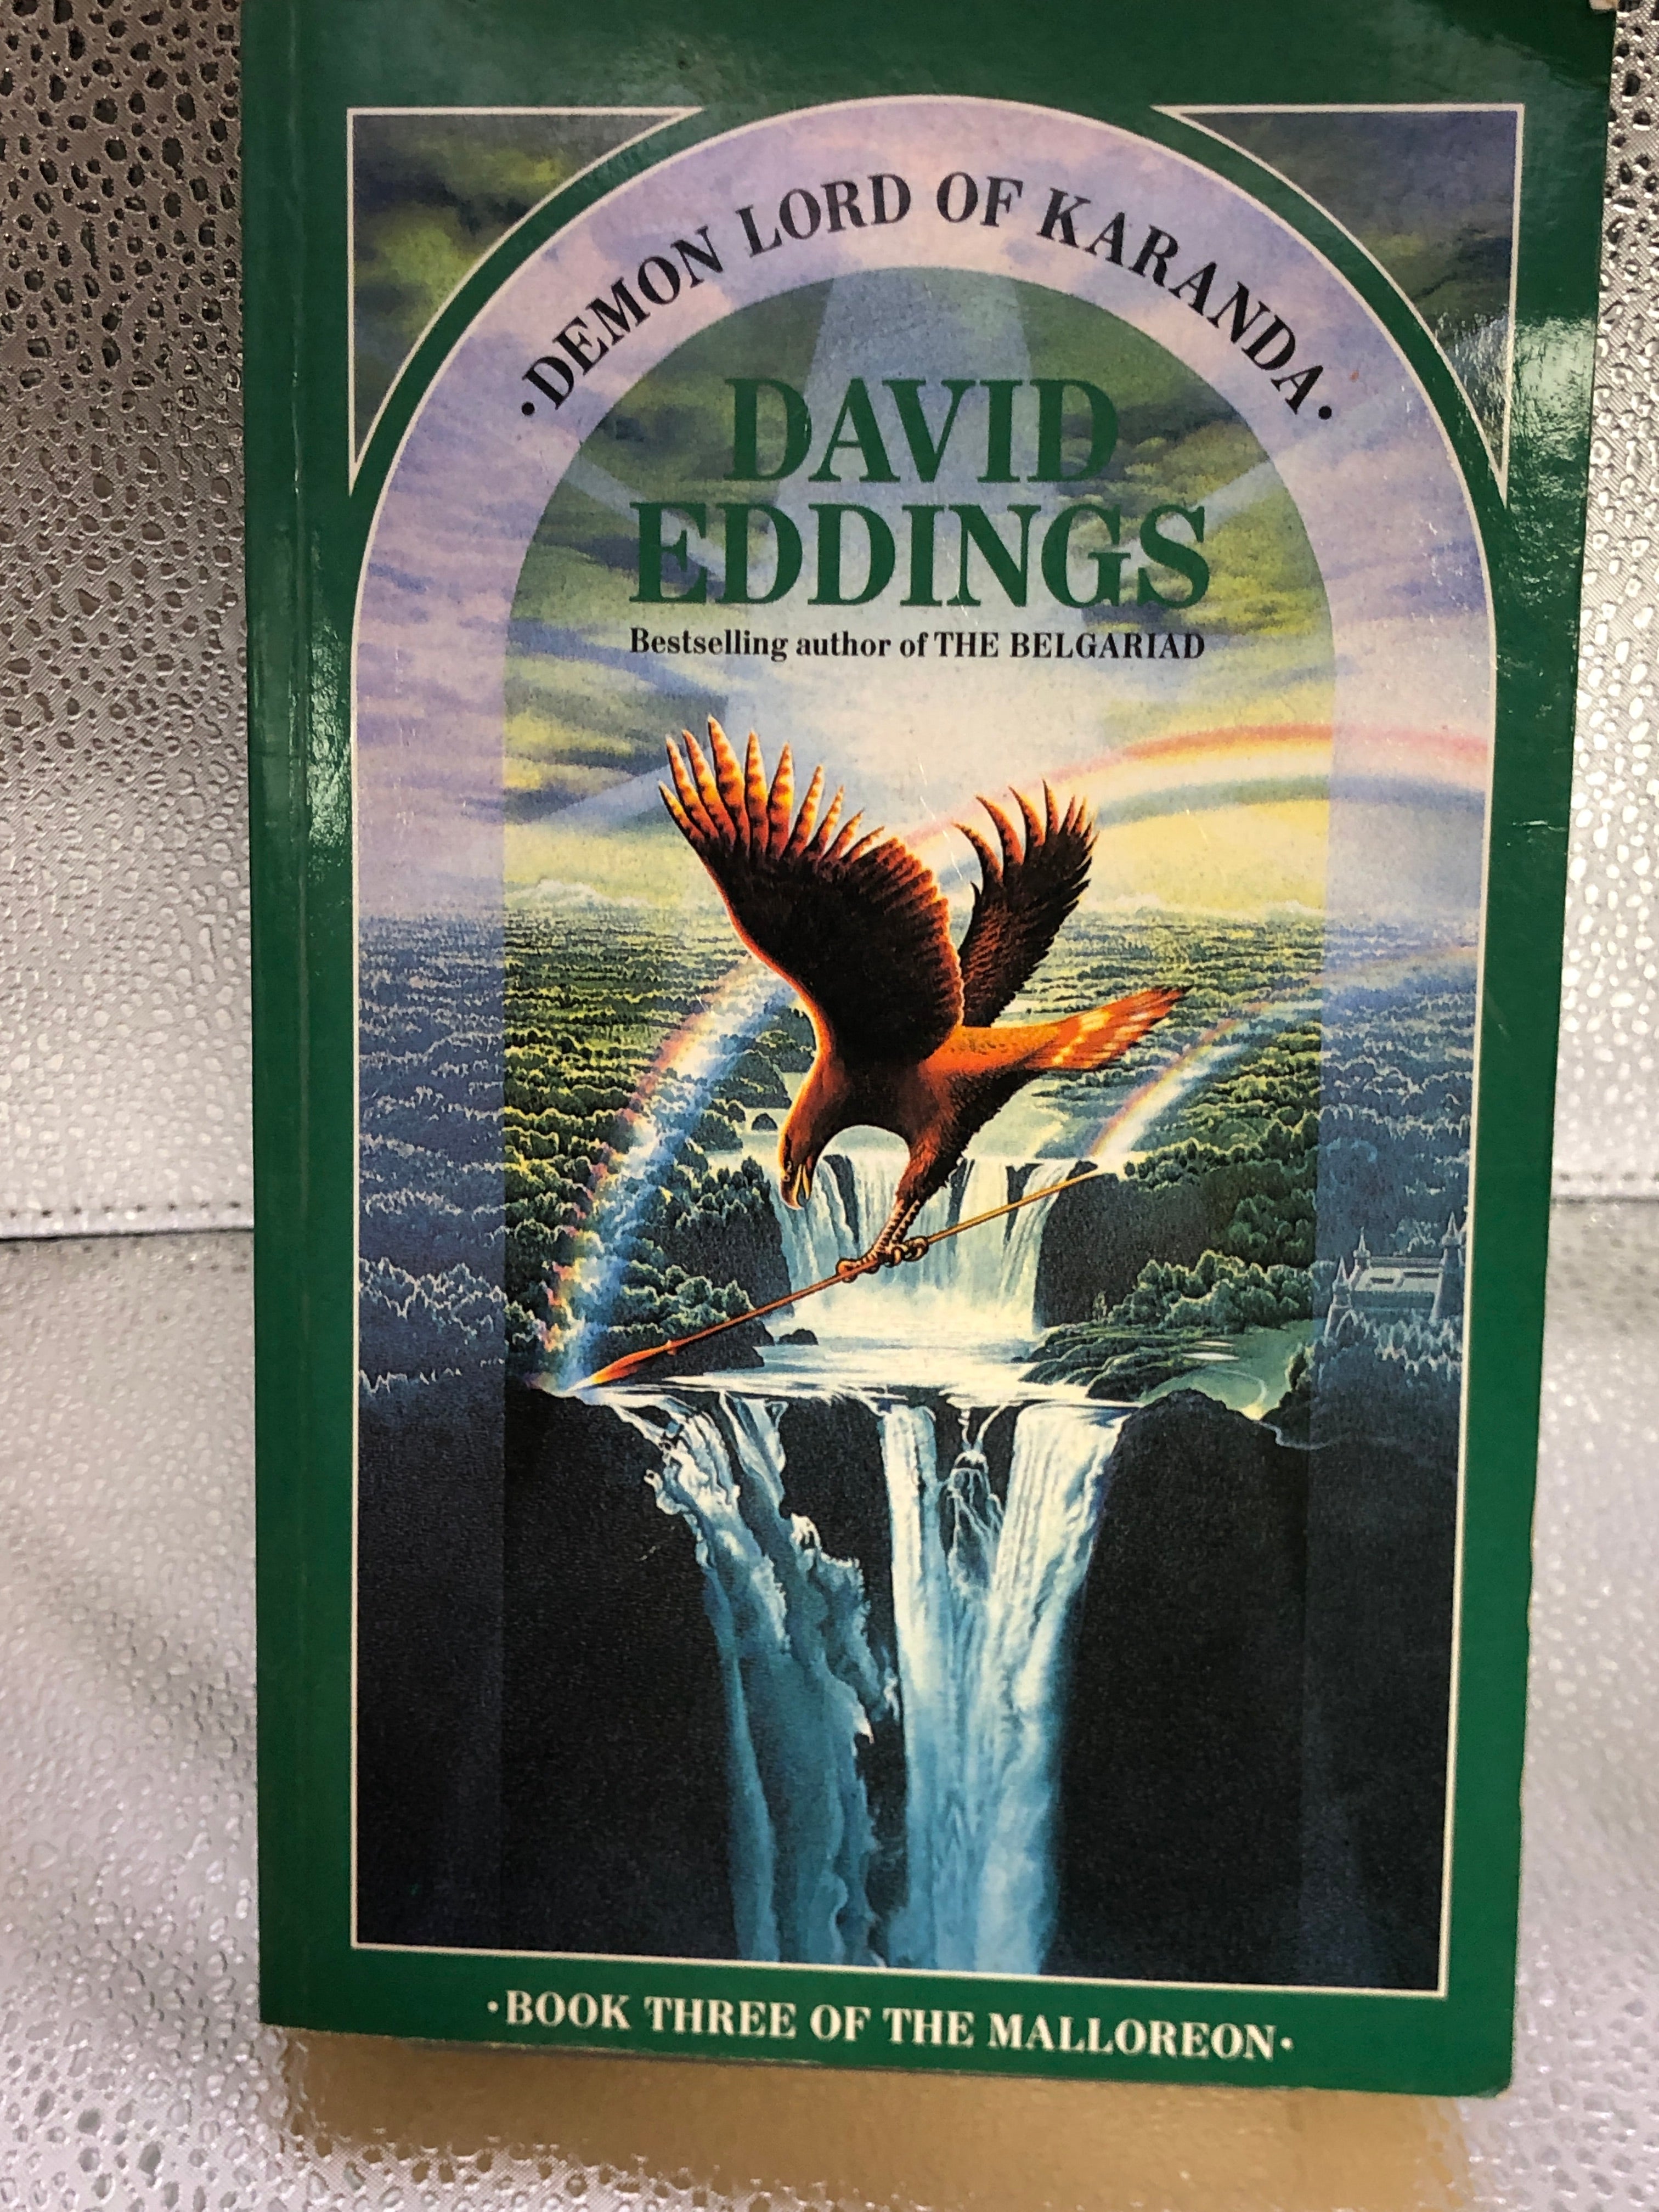 ·DEMON LORD OF KARANDA·
DAVID
EDDINGS
Bestselling author of THE BELGARIAD
·BOOK THREE OF THE MALLOREON·